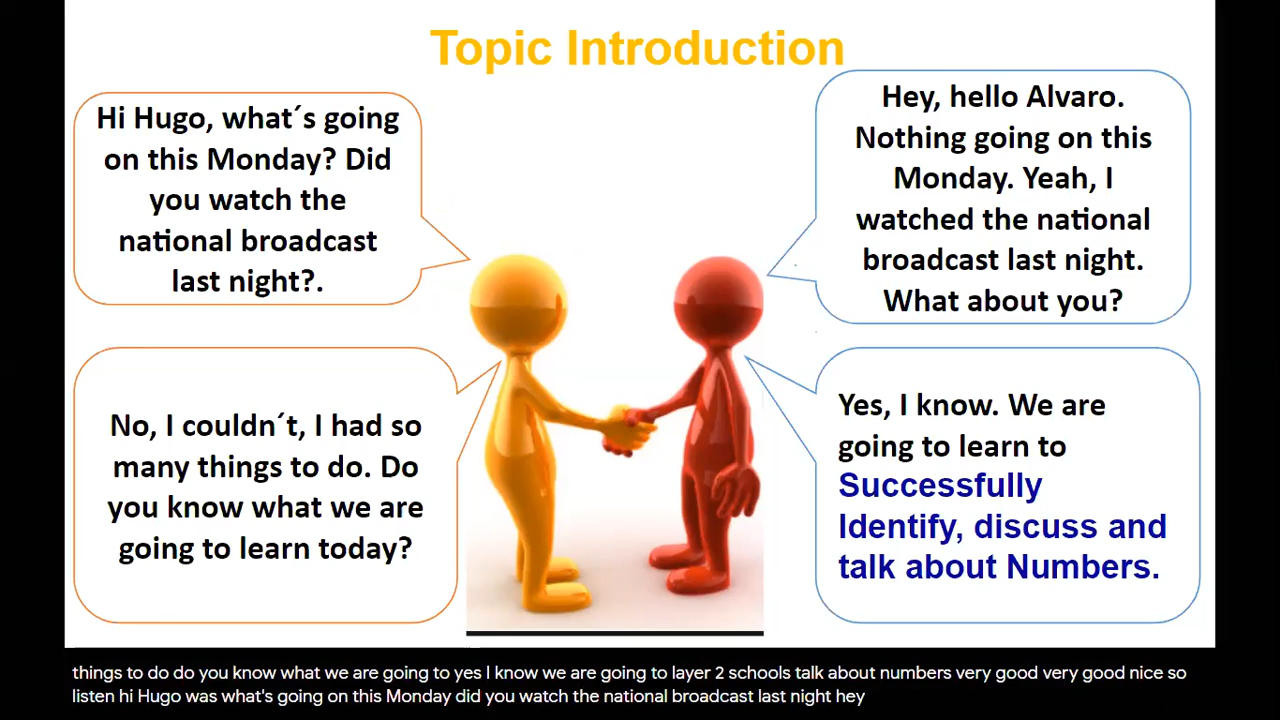 Topic Introduction
Hi Hugo, what´s going
on this Monday? Did
you watch the
national broadcast
last night?.
Hey, hello Alvaro.
Nothing going on this
Monday. Yeah, I
watched the national
broadcast last night.
What about you?
No, I couldn´t, I had so
many things to do. Do
you know what we are
going to learn today?
Yes, I know. We are
going to learn to
Successfully
Identify, discuss and
talk about Numbers.
things to do do you know what we are going to yes I know we are going to layer 2 schools talk about numbers very good very good nice so
listen hi Hugo was what's going on this Monday did you watch the national broadcast last night hey